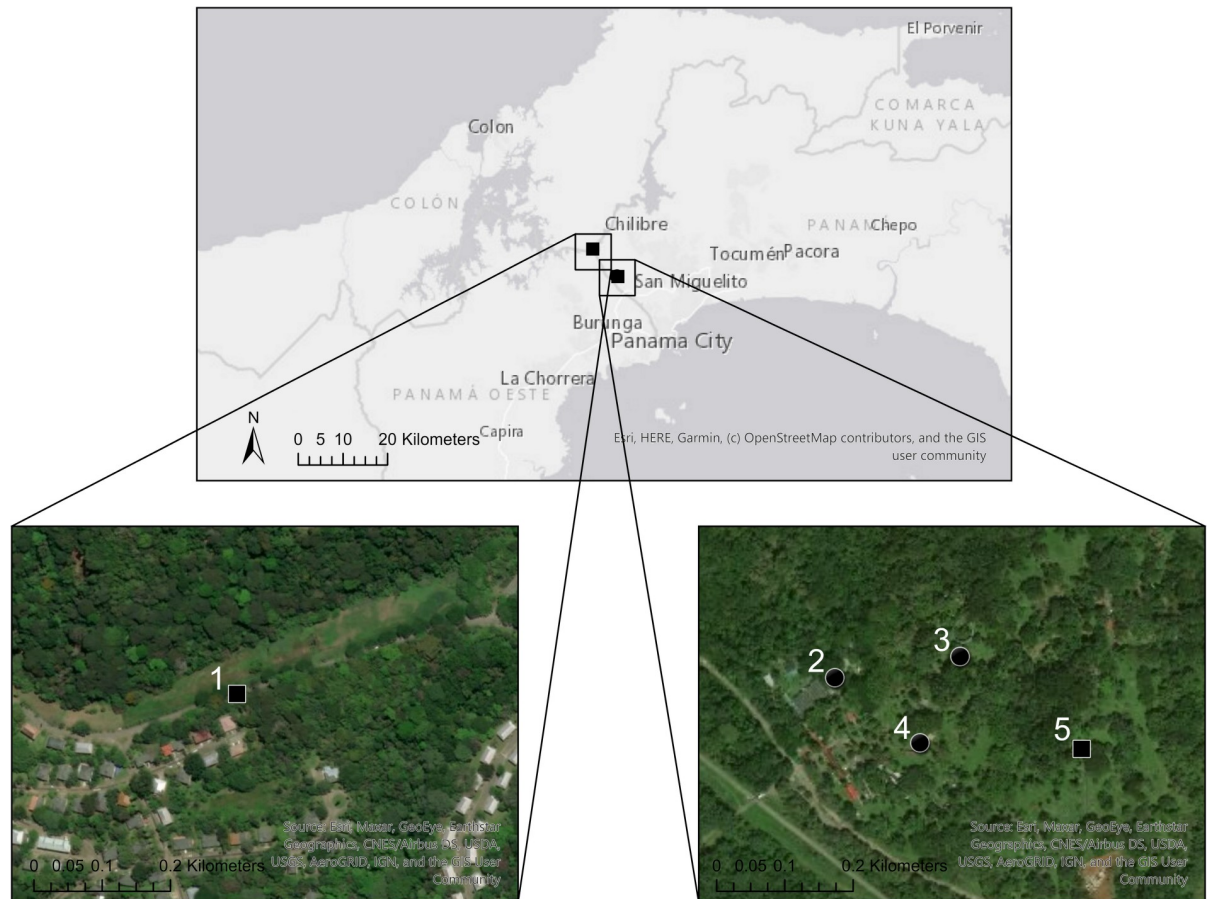 El Porvenir
COMARCA
KUNA YALA
Colon
COLÓN
Chilibre
PANAM
Chepo
Tocumén
Pacora
San Miguelito
Burunga
Panama City
La Chorrera
PANAMÁ OESTE
Capira
N
0 5 10 20 Kilometers
Esri, HERE, Garmin, (c) OpenStreetMap contributors, and the GIS
user community
1
Source: Esri, Maxar, GeoEye, Earthstar
Geographics, CNES/Airbus DS, USDA,
USGS, AeroGRID, IGN, and the GIS User
Community
0 0.05 0.1 0.2 Kilometers
2
3
4
5
Source: Esri, Maxar, GeoEye, Earthstar
Geographics, CNES/Airbus DS, USDA,
USGS, AeroGRID, IGN, and the GIS User
Community
0 0.05 0.1 0.2 Kilometers